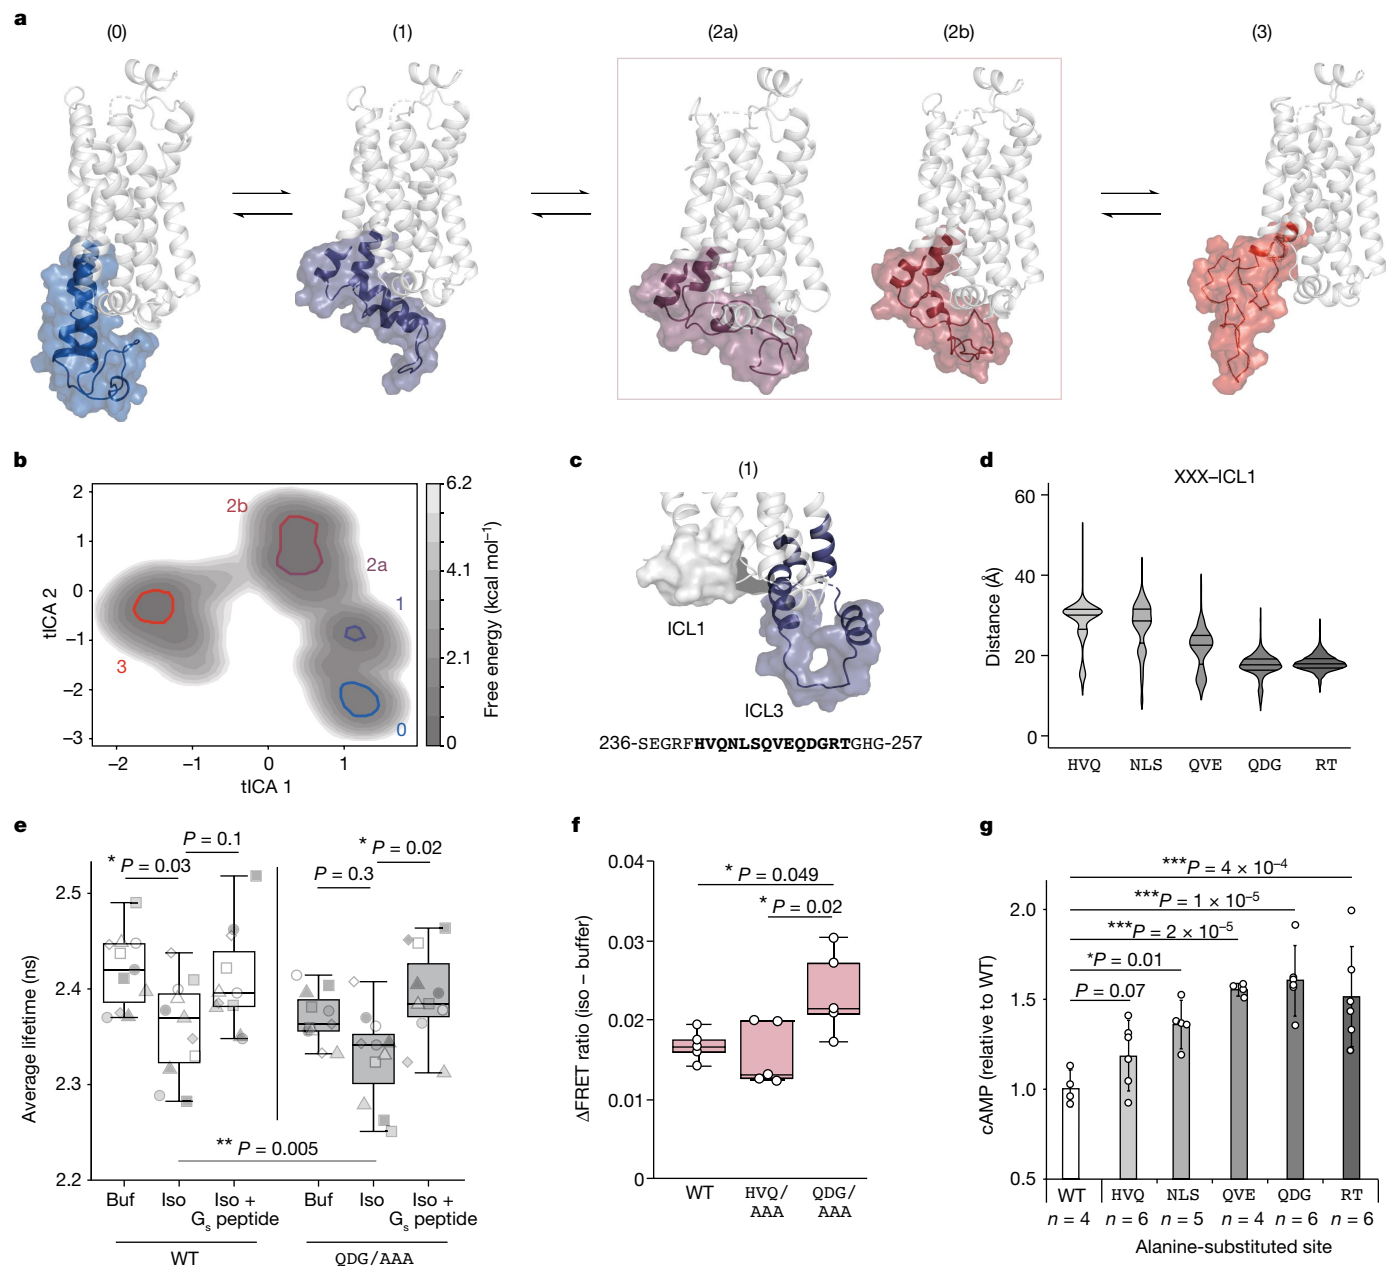 a
(0)
(1)
(2a)
(2b)
(3)
b
2
1
0
−1
−2
−3
tICA 2
−2
−1
0
1
tICA 1
2b
2a
1
3
0
6.2
4.1
2.1
0
Free energy (kcal mol−1)
c
(1)
ICL1
ICL3
236-SEGRFHVQNLSQVEQDGRTGHG-257
d
XXX–ICL1
60
40
20
0
Distance (Å)
HVQ
NLS
QVE
QDG
RT
e
2.5
2.4
2.3
2.2
Average lifetime (ns)
* P = 0.03
P = 0.1
P = 0.3
* P = 0.02
** P = 0.005
Buf
Iso
Iso +
Gs peptide
Buf
Iso
Iso +
Gs peptide
WT
QDG/AAA
f
0.04
0.03
0.02
0.01
0
ΔFRET ratio (iso – buffer)
* P = 0.049
* P = 0.02
WT
HVQ/
AAA
QDG/
AAA
g
***P = 4 × 10−4
***P = 1 × 10−5
***P = 2 × 10−5
*P = 0.01
P = 0.07
2.0
1.5
1.0
0.5
cAMP (relative to WT)
WT
HVQ
NLS
QVE
QDG
RT
n = 4
n = 6
n = 5
n = 4
n = 6
n = 6
Alanine-substituted site